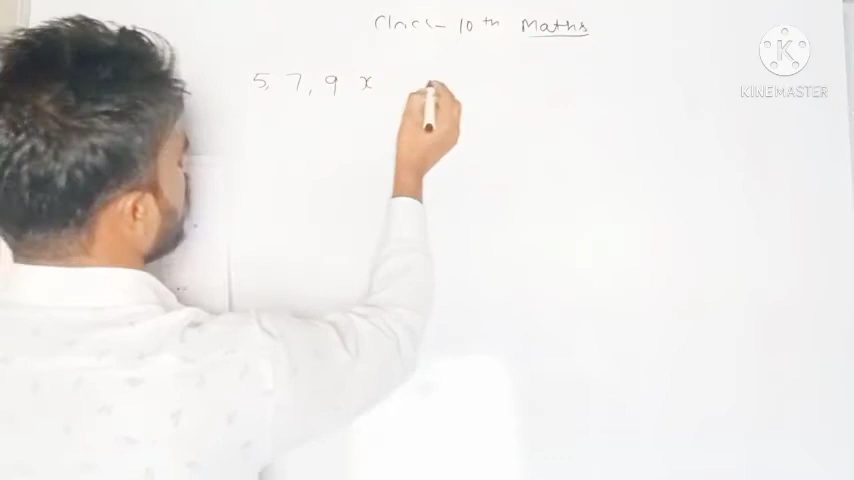 Class- 10th Maths
5, 7, 9 x
KINEMASTER